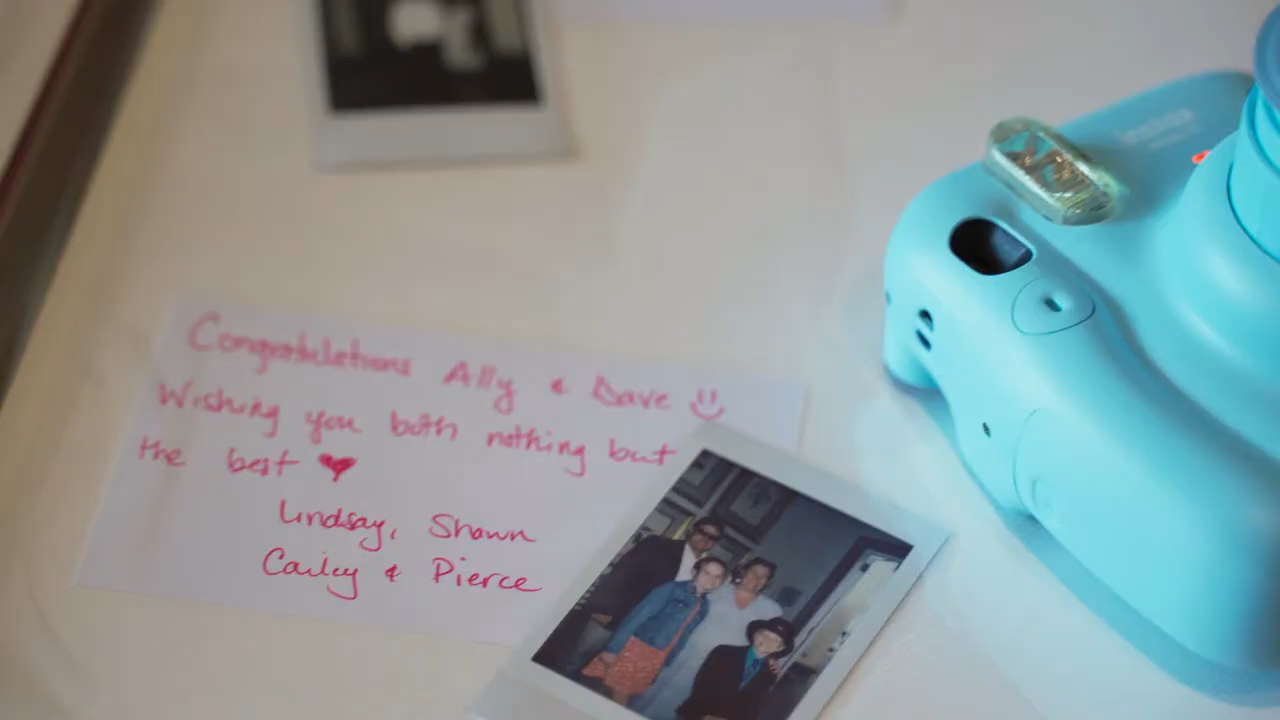 Congratulations Ally & Dave
Wishing you both nothing but
the best
Lindsay, Shawn
Cailey & Pierce